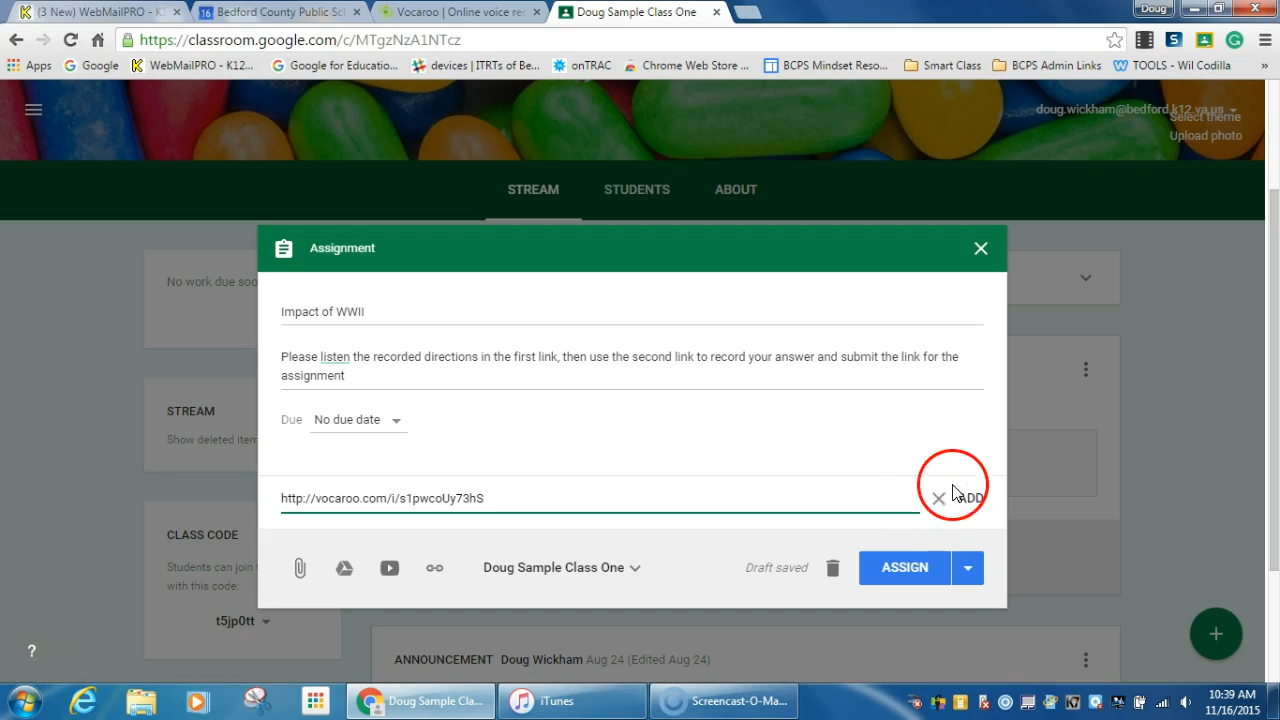 (3 New) WebMailPRO - K12
Bedford County Public Sch
Vocaroo | Online voice rec
Doug Sample Class One
Doug
https://classroom.google.com/c/MTgzNzA1NTcz
Apps
Google
WebMailPRO - K12...
Google for Educatio...
devices | ITRTs of Be...
onTRAC
Chrome Web Store ...
BCPS Mindset Reso...
Smart Class
BCPS Admin Links
TOOLS - Wil Codilla
»
doug.wickham@bedford.k12.va.us
Select theme
Upload photo
STREAM
STUDENTS
ABOUT
Assignment
No work due soo
Impact of WWII
Please listen the recorded directions in the first link, then use the second link to record your answer and submit the link for the
assignment
STREAM
Show deleted item
Due No due date
http://vocaroo.com/i/s1pwcoUy73hS
ADD
CLASS CODE
Students can join
with this code:
t5jp0tt
Doug Sample Class One
Draft saved
ASSIGN
?
ANNOUNCEMENT Doug Wickham Aug 24 (Edited Aug 24)
Doug Sample Cla...
iTunes
Screencast-O-Ma...
10:39 AM
11/16/2015